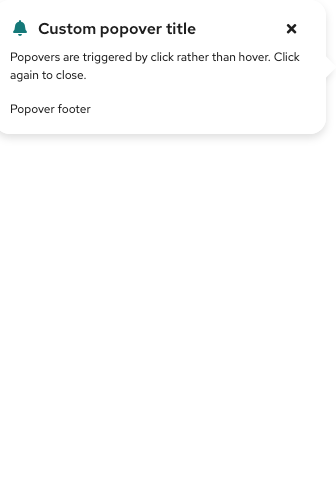 Custom popover title
Popovers are triggered by click rather than hover. Click
again to close.
Popover footer